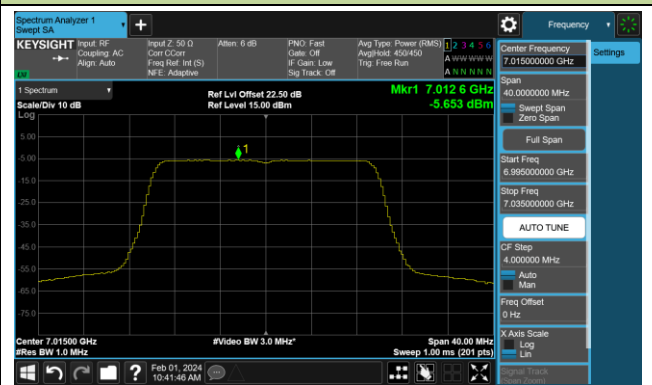 Spectrum Analyzer 1
Swept SA
Frequency
KEYSIGHT
Input: RF
Coupling: AC
Align: Auto
Input Z: 50 Ω
Corr CCorr
Freq Ref: Int (S)
NFE: Adaptive
Atten: 6 dB
PNO: Fast
Gate: Off
IF Gain: Low
Sig Track: Off
Avg Type: Power (RMS)
Avg|Hold: 450/450
Trig: Free Run
1 2 3 4 5 6
A W W W W W
A N N N N N
Settings
1 Spectrum
Scale/Div 10 dB
Log
Ref Lvl Offset 22.50 dB
Ref Level 15.00 dBm
Mkr1 7.012 6 GHz
-5.653 dBm
1
5.00
-5.00
-15.0
-25.0
-35.0
-45.0
-55.0
-65.0
-75.0
Center 7.01500 GHz
#Res BW 1.0 MHz
#Video BW 3.0 MHz*
Span 40.00 MHz
Sweep 1.00 ms (201 pts)
Center Frequency
7.015000000 GHz
Span
40.0000000 MHz
Swept Span
Zero Span
Full Span
Start Freq
6.995000000 GHz
Stop Freq
7.035000000 GHz
AUTO TUNE
CF Step
4.000000 MHz
Auto
Man
Freq Offset
0 Hz
X Axis Scale
Log
Lin
Signal Track
(Span Zoom)
?
Feb 01, 2024
10:41:46 AM